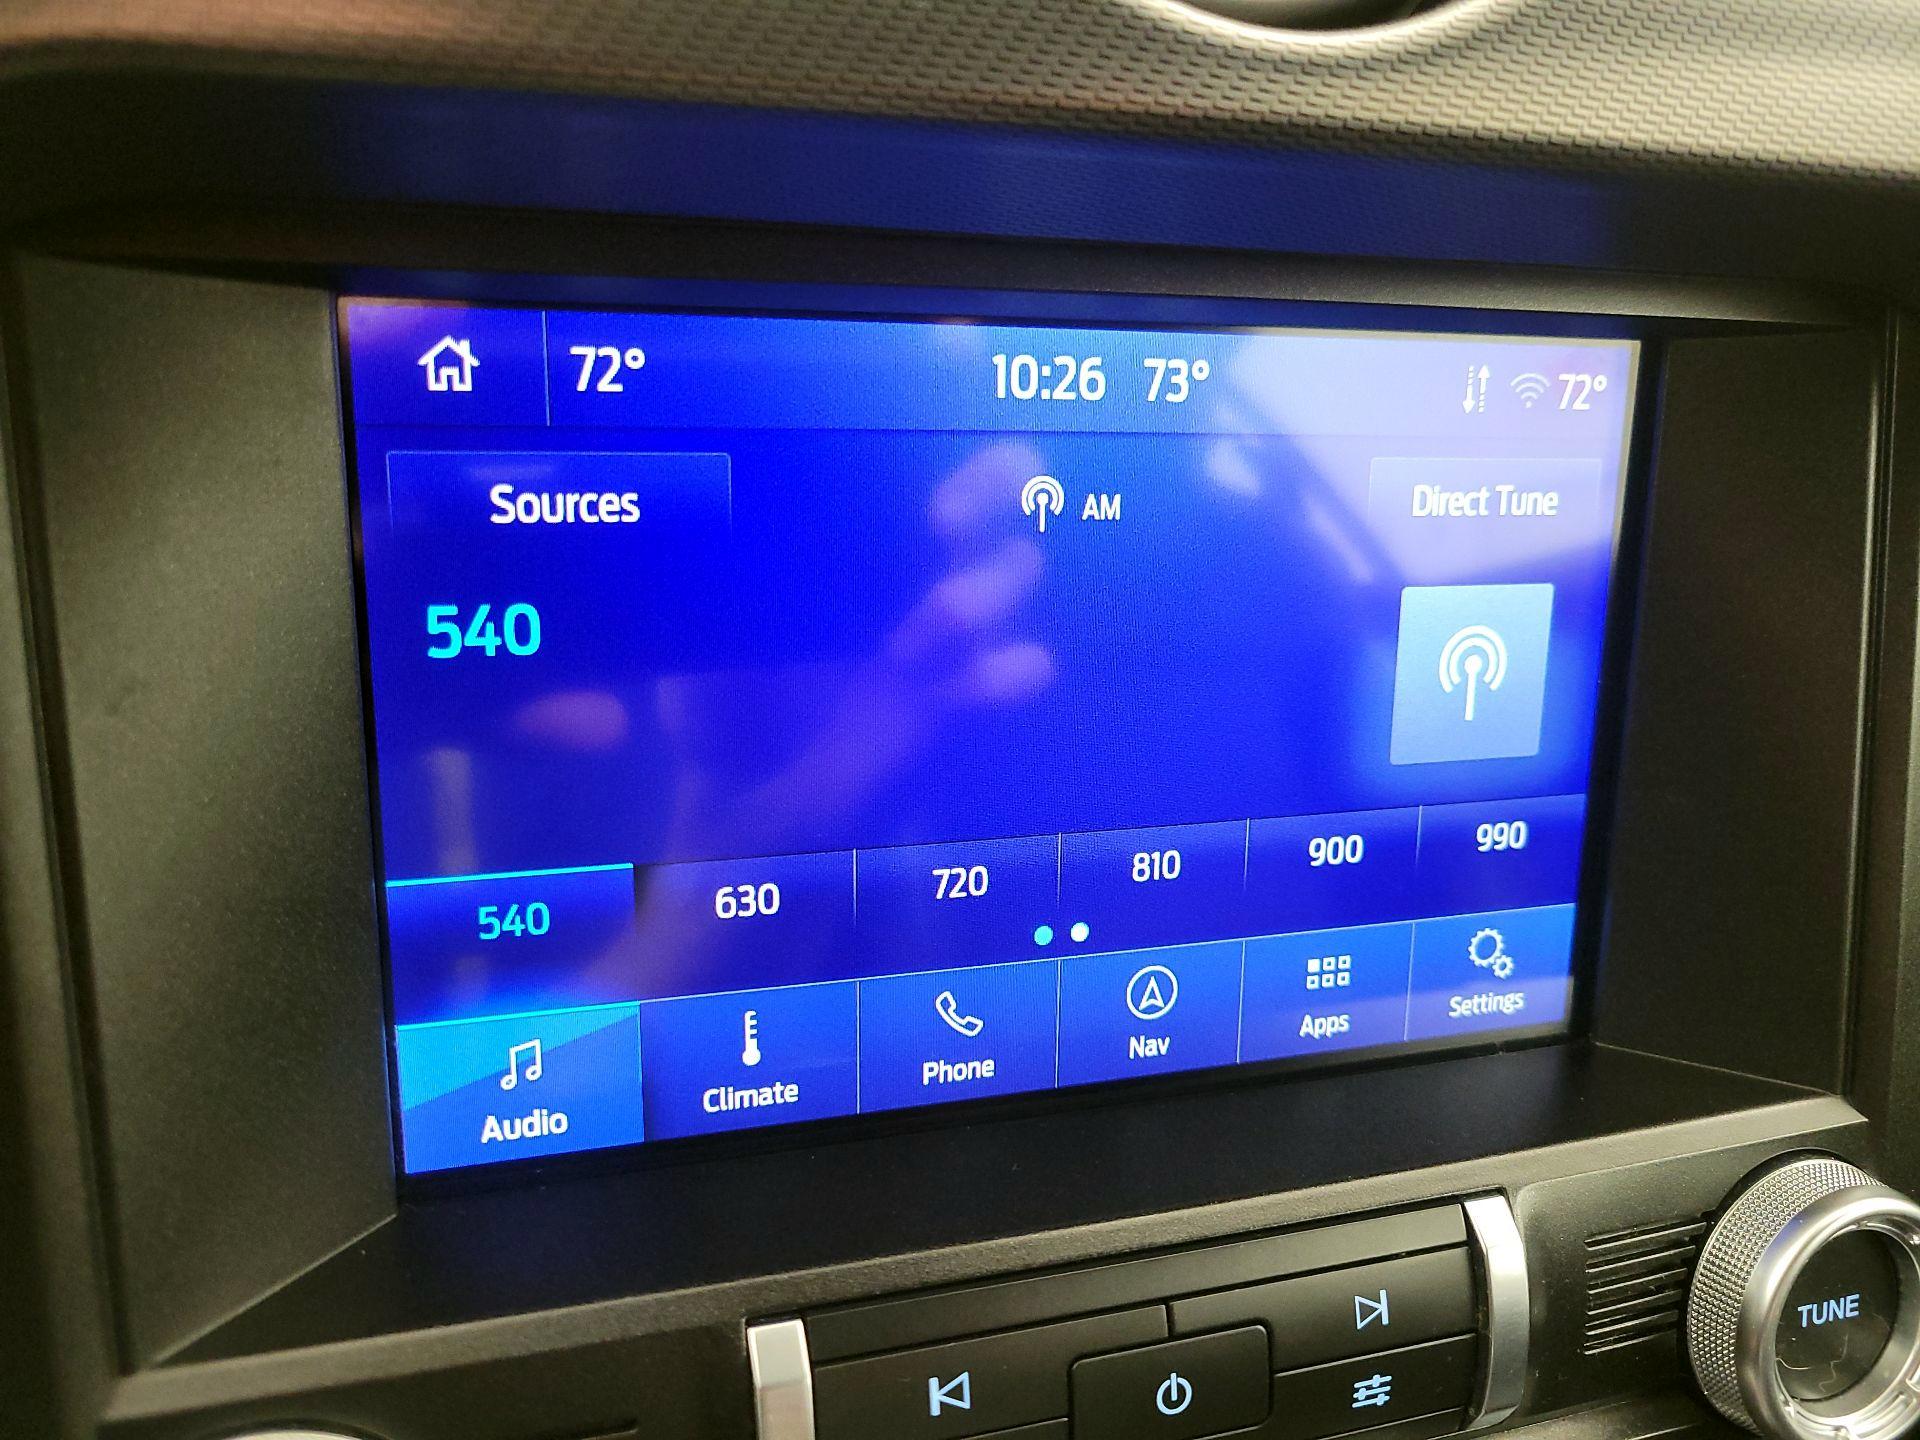 72° 10:26 73° 72°
Sources AM Direct Tune
540
540 630 720 810 900 990
Audio Climate Phone Nav Apps Settings
TUNE